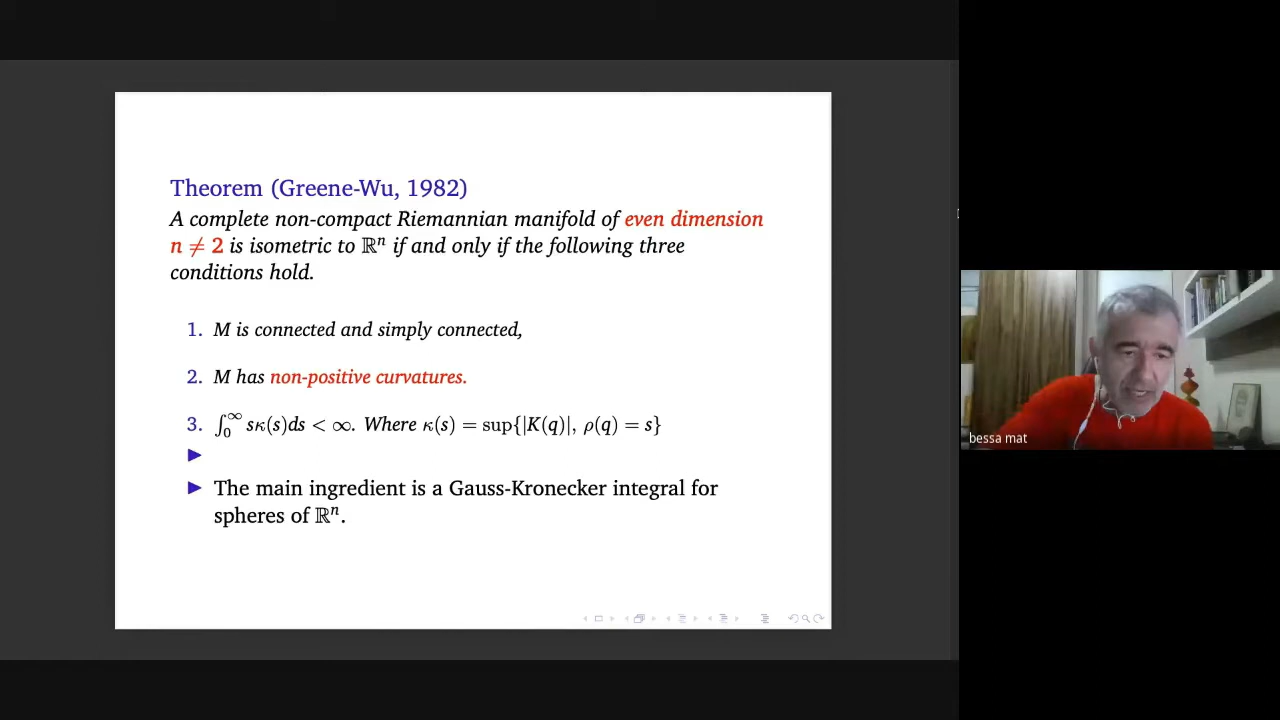 Theorem (Greene-Wu, 1982)
A complete non-compact Riemannian manifold of even dimension
n ≠ 2 is isometric to ℝⁿ if and only if the following three
conditions hold.
1. M is connected and simply connected,
2. M has non-positive curvatures.
3. ∫₀^∞ sκ(s)ds < ∞. Where κ(s) = sup{|K(q)|, ρ(q) = s}
▶
▶ The main ingredient is a Gauss-Kronecker integral for
spheres of ℝⁿ.
bessa mat